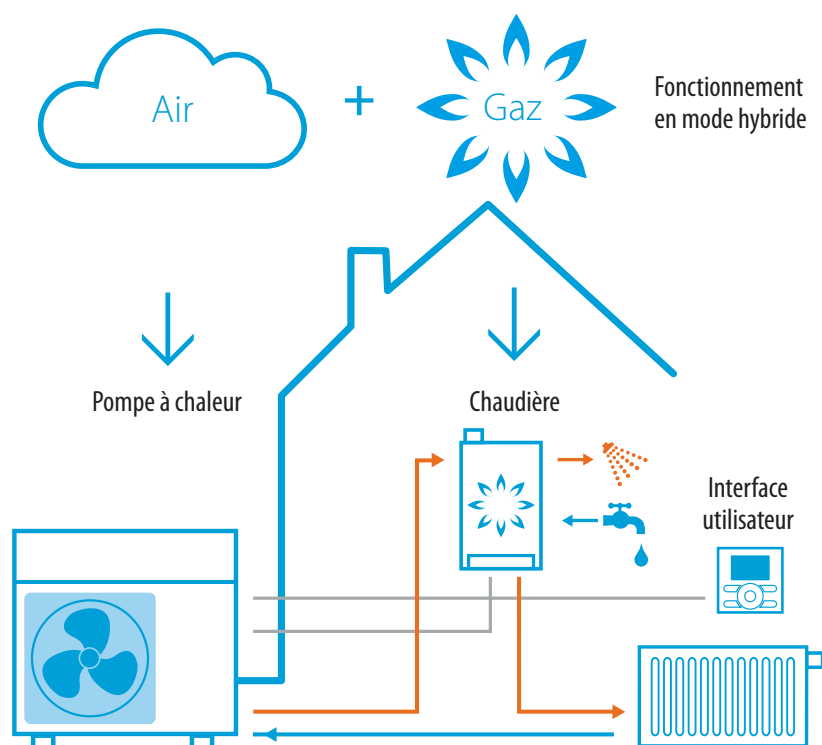 Air
+
Gaz
Fonctionnement
en mode hybride
Pompe à chaleur
Chaudière
Interface
utilisateur